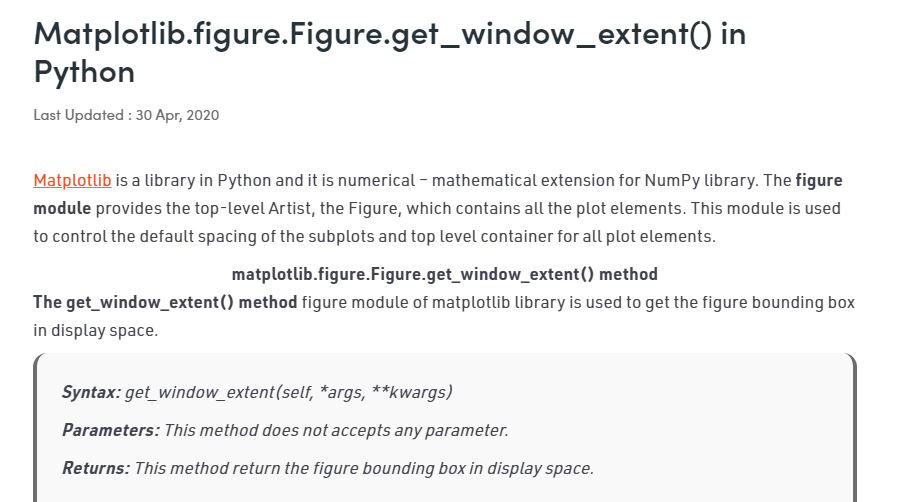 Matplotlib.figure.Figure.get_window_extent() in
Python
Last Updated : 30 Apr, 2020
Matplotlib is a library in Python and it is numerical – mathematical extension for NumPy library. The figure
module provides the top-level Artist, the Figure, which contains all the plot elements. This module is used
to control the default spacing of the subplots and top level container for all plot elements.
matplotlib.figure.Figure.get_window_extent() method
The get_window_extent() method figure module of matplotlib library is used to get the figure bounding box
in display space.
Syntax: get_window_extent(self, *args, **kwargs)
Parameters: This method does not accepts any parameter.
Returns: This method return the figure bounding box in display space.